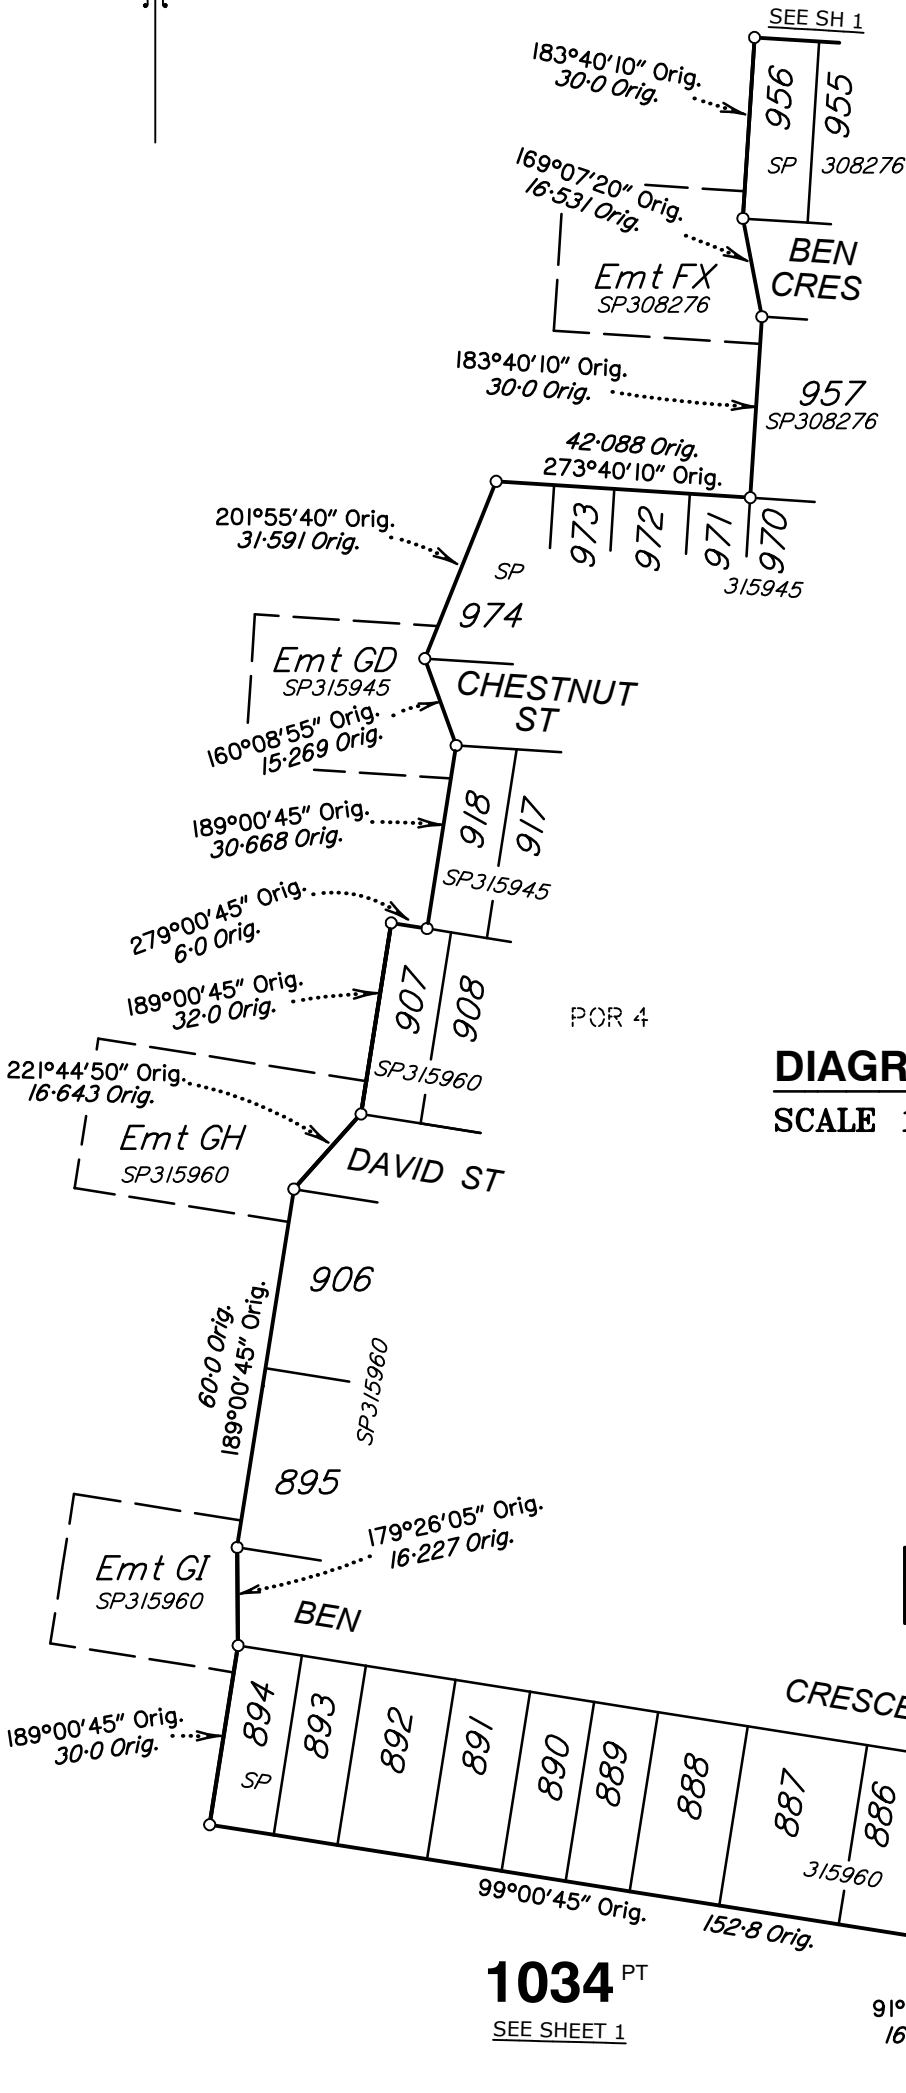 SEE SH 1
183°40'10" Orig.
30·0 Orig.
956
955
SP 308276
169°07'20" Orig.
16·531 Orig.
BEN
CRES
Emt FX
SP308276
183°40'10" Orig.
30·0 Orig.
957
SP308276
42·088 Orig.
273°40'10" Orig.
201°55'40" Orig.
31·591 Orig.
973
972
971
970
SP
315945
974
Emt GD
SP315945
CHESTNUT
ST
160°08'55" Orig.
15·269 Orig.
189°00'45" Orig.
30·668 Orig.
918
917
SP315945
279°00'45" Orig.
6·0 Orig.
189°00'45" Orig.
32·0 Orig.
907
908
POR 4
SP315960
DIAGR
SCALE
221°44'50" Orig.
16·643 Orig.
Emt GH
SP315960
DAVID ST
906
60·0 Orig.
189°00'45" Orig.
SP315960
895
179°26'05" Orig.
16·227 Orig.
Emt GI
SP315960
BEN
CRESCE
189°00'45" Orig.
30·0 Orig.
894
893
892
891
890
889
888
887
886
SP
315960
99°00'45" Orig.
152·8 Orig.
1034 PT
SEE SHEET 1
91°
16